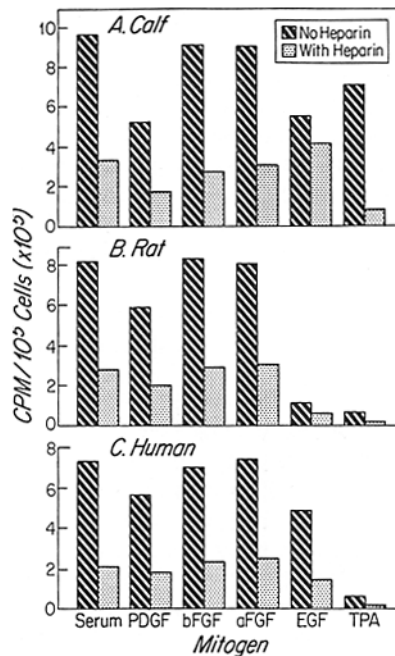 A. Calf
No Heparin
With Heparin
10
8
6
4
2
0
B. Rat
8
6
4
2
0
C. Human
8
6
4
2
0
CPM/10⁵ Cells (x10³)
Serum PDGF bFGF aFGF EGF TPA
Mitogen